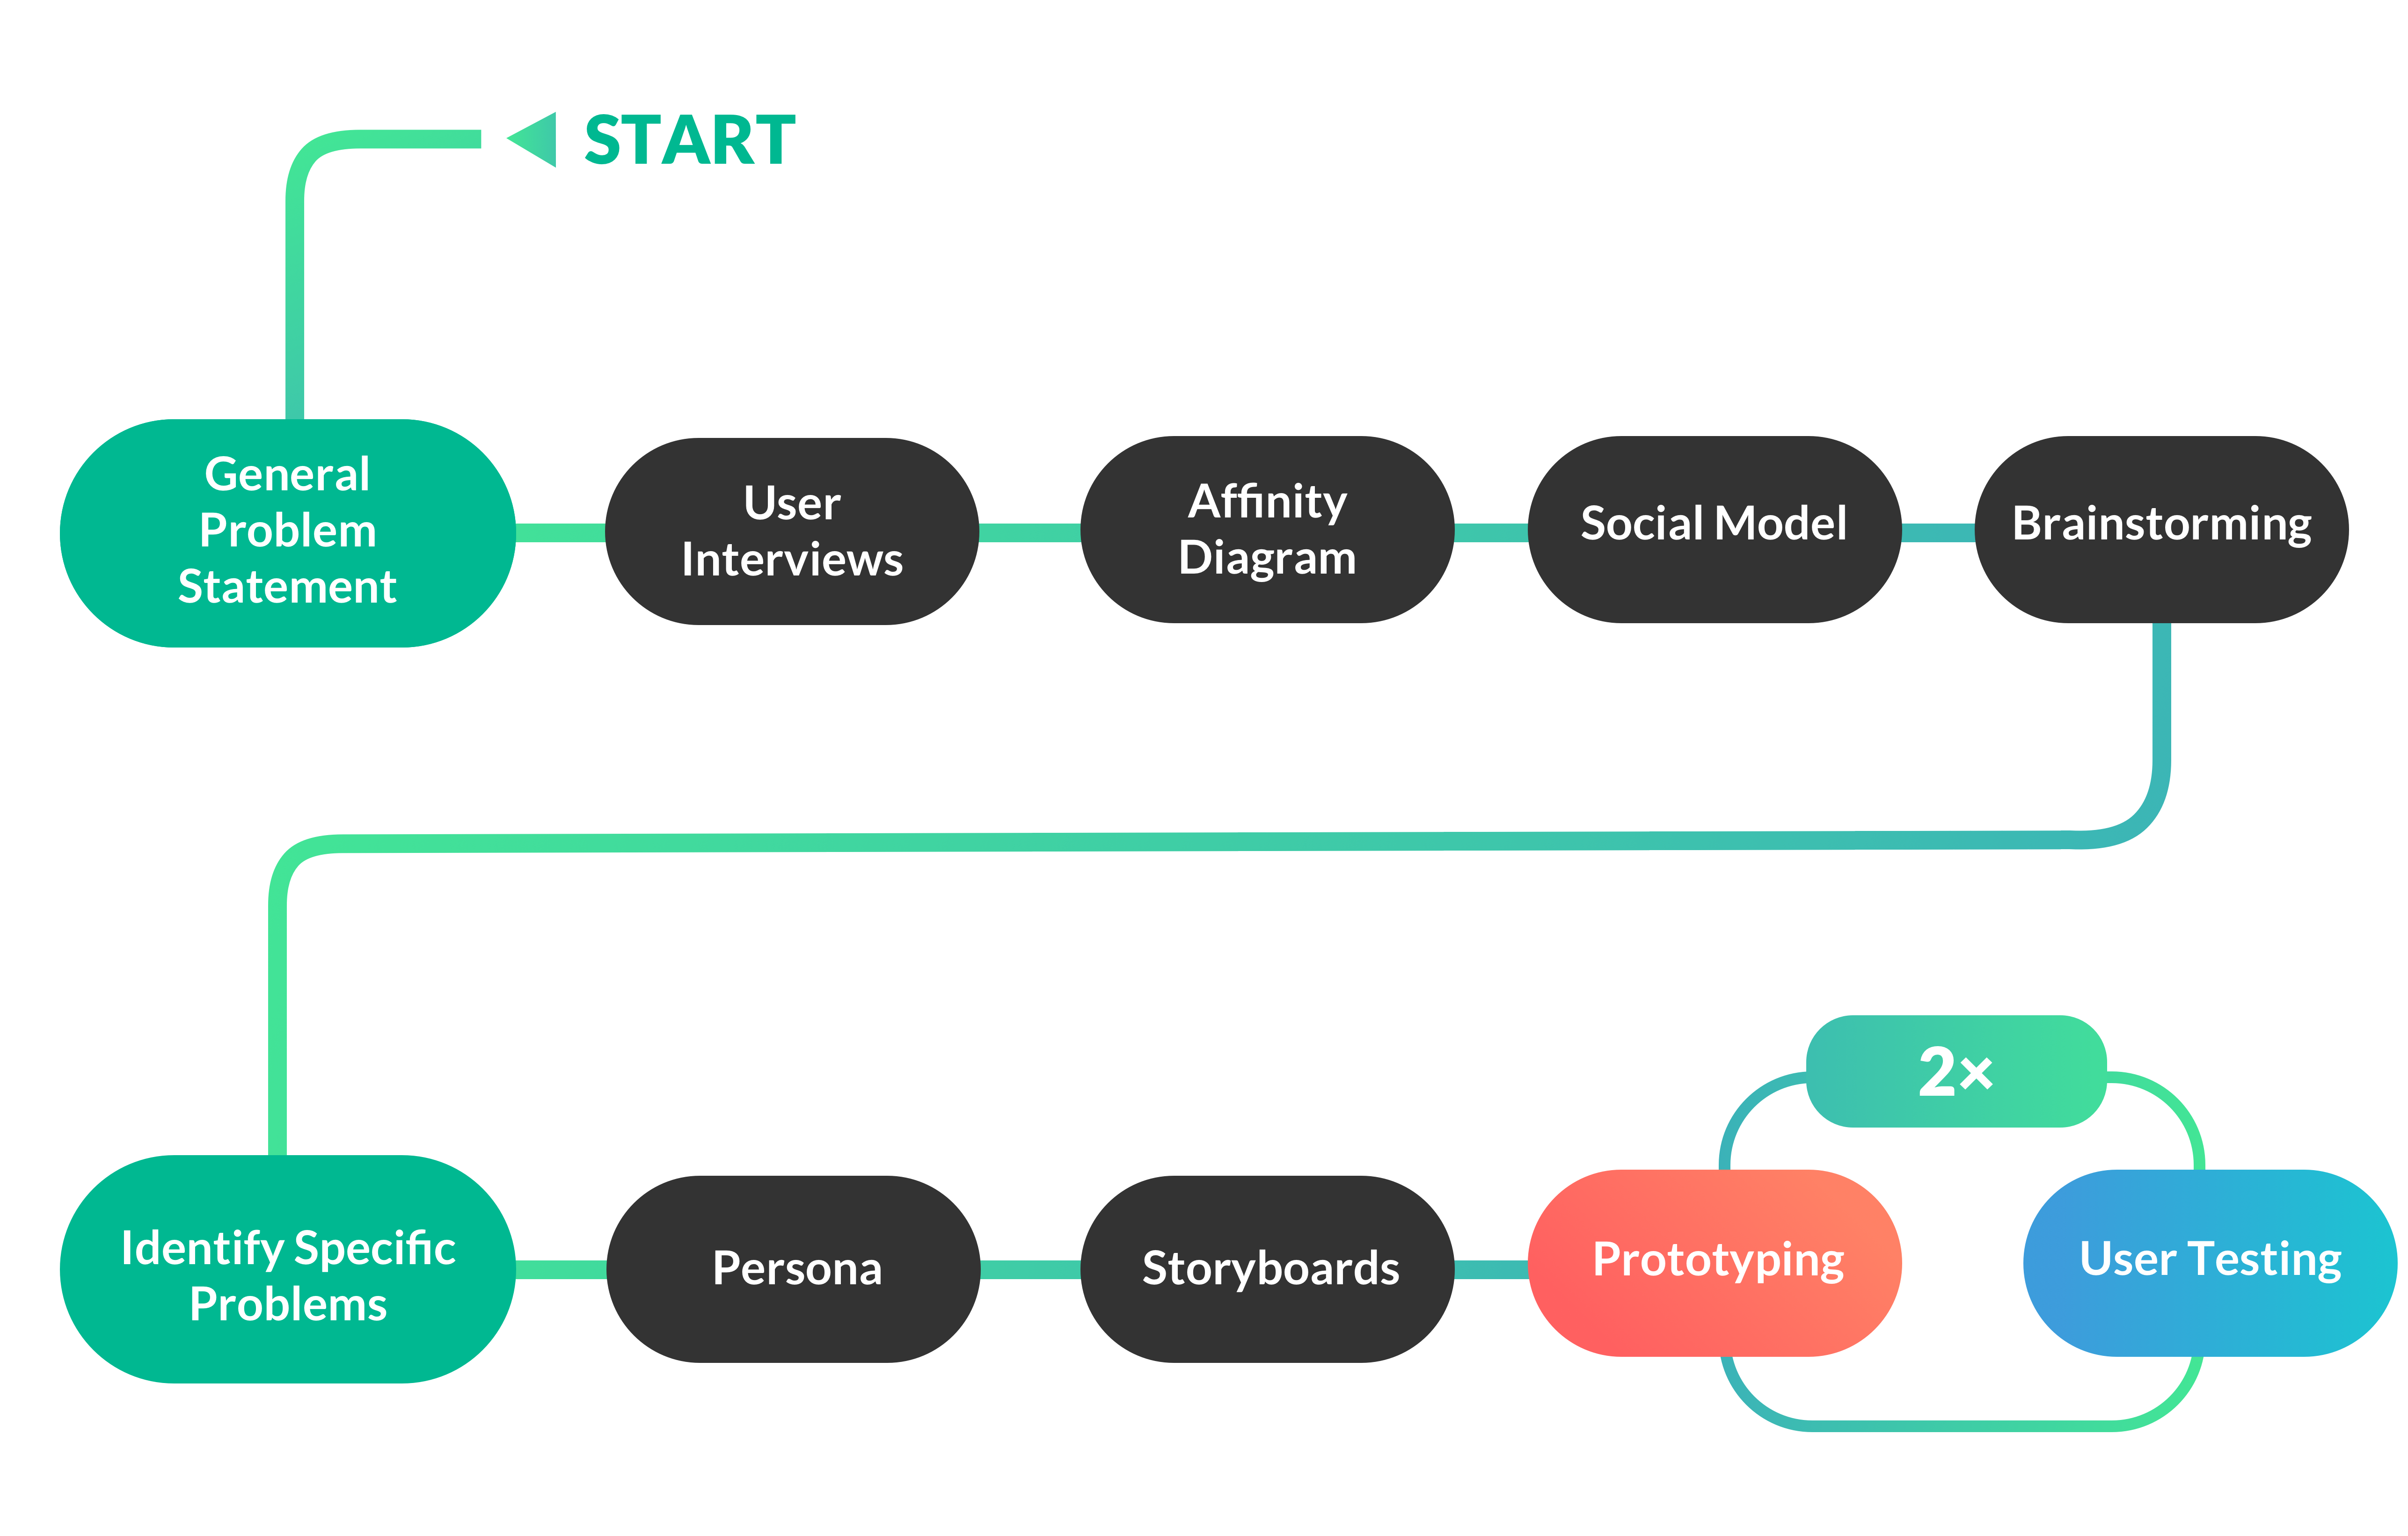 START
General
Problem
Statement
User
Interviews
Affinity
Diagram
Social Model
Brainstorming
2×
Identify Specific
Problems
Persona
Storyboards
Prototyping
User Testing